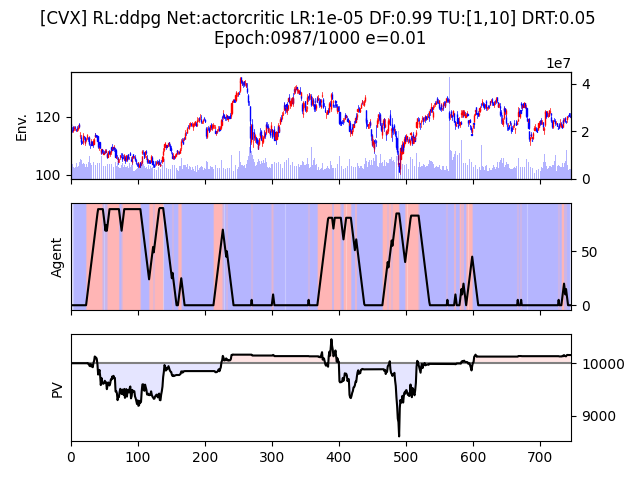 [CVX] RL:ddpg Net:actorcritic LR:1e-05 DF:0.99 TU:[1,10] DRT:0.05
Epoch:0987/1000 e=0.01
1e7
Env.
120
100
4
2
0
Agent
50
0
PV
10000
9000
0 100 200 300 400 500 600 700